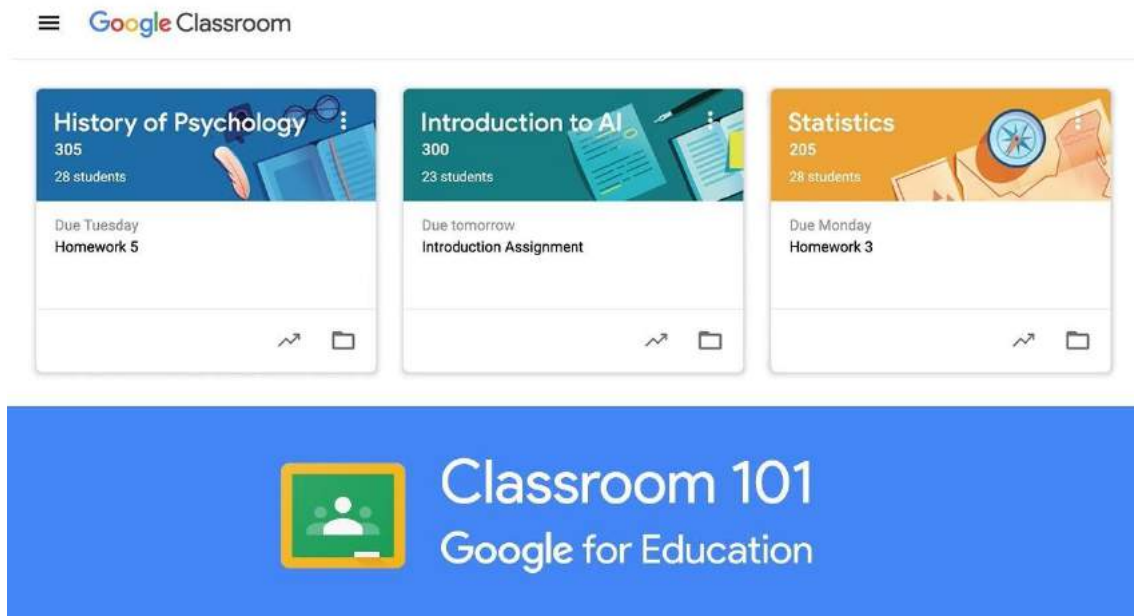 Google Classroom
History of Psychology
305
28 students
Due Tuesday
Homework 5
Introduction to AI
300
23 students
Due tomorrow
Introduction Assignment
Statistics
205
28 students
Due Monday
Homework 3
Classroom 101
Google for Education